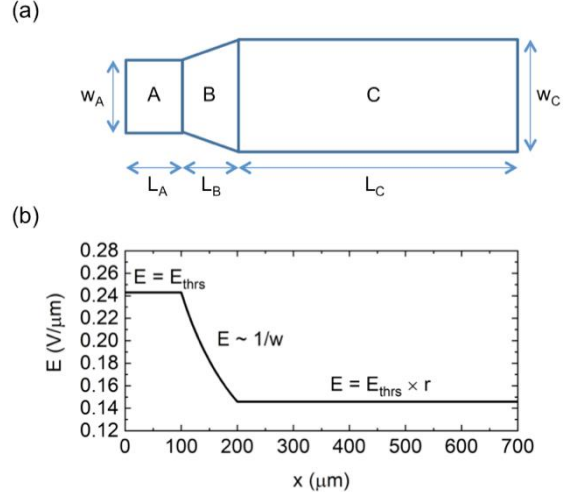 (a)
w_A
A
B
C
w_C
L_A
L_B
L_C
(b)
0.28
0.26
0.24
0.22
0.20
0.18
0.16
0.14
0.12
E (V/μm)
E = E_thrs
E ~ 1/w
E = E_thrs × r
0 100 200 300 400 500 600 700
x (μm)